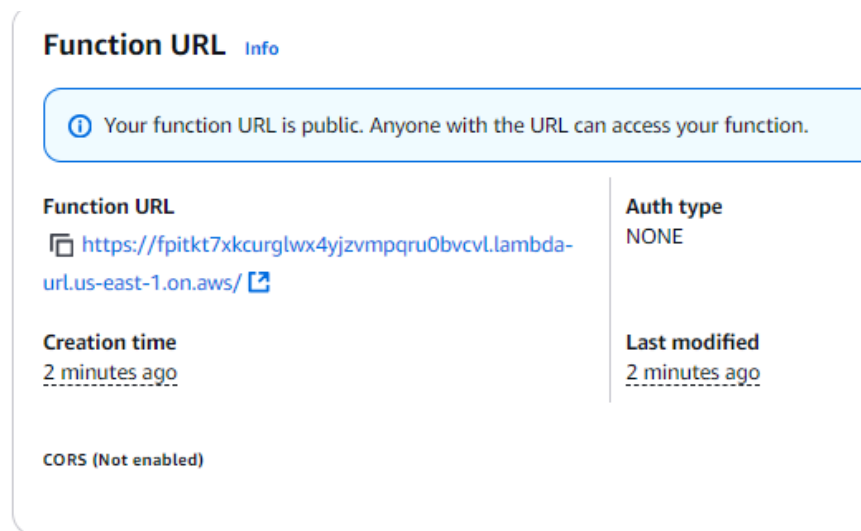 Function URL Info
Your function URL is public. Anyone with the URL can access your function.
Function URL
https://fpitkt7xkcurglwx4yjzvmpqru0bvcvl.lambda-
url.us-east-1.on.aws/
Auth type
NONE
Creation time
2 minutes ago
Last modified
2 minutes ago
CORS (Not enabled)